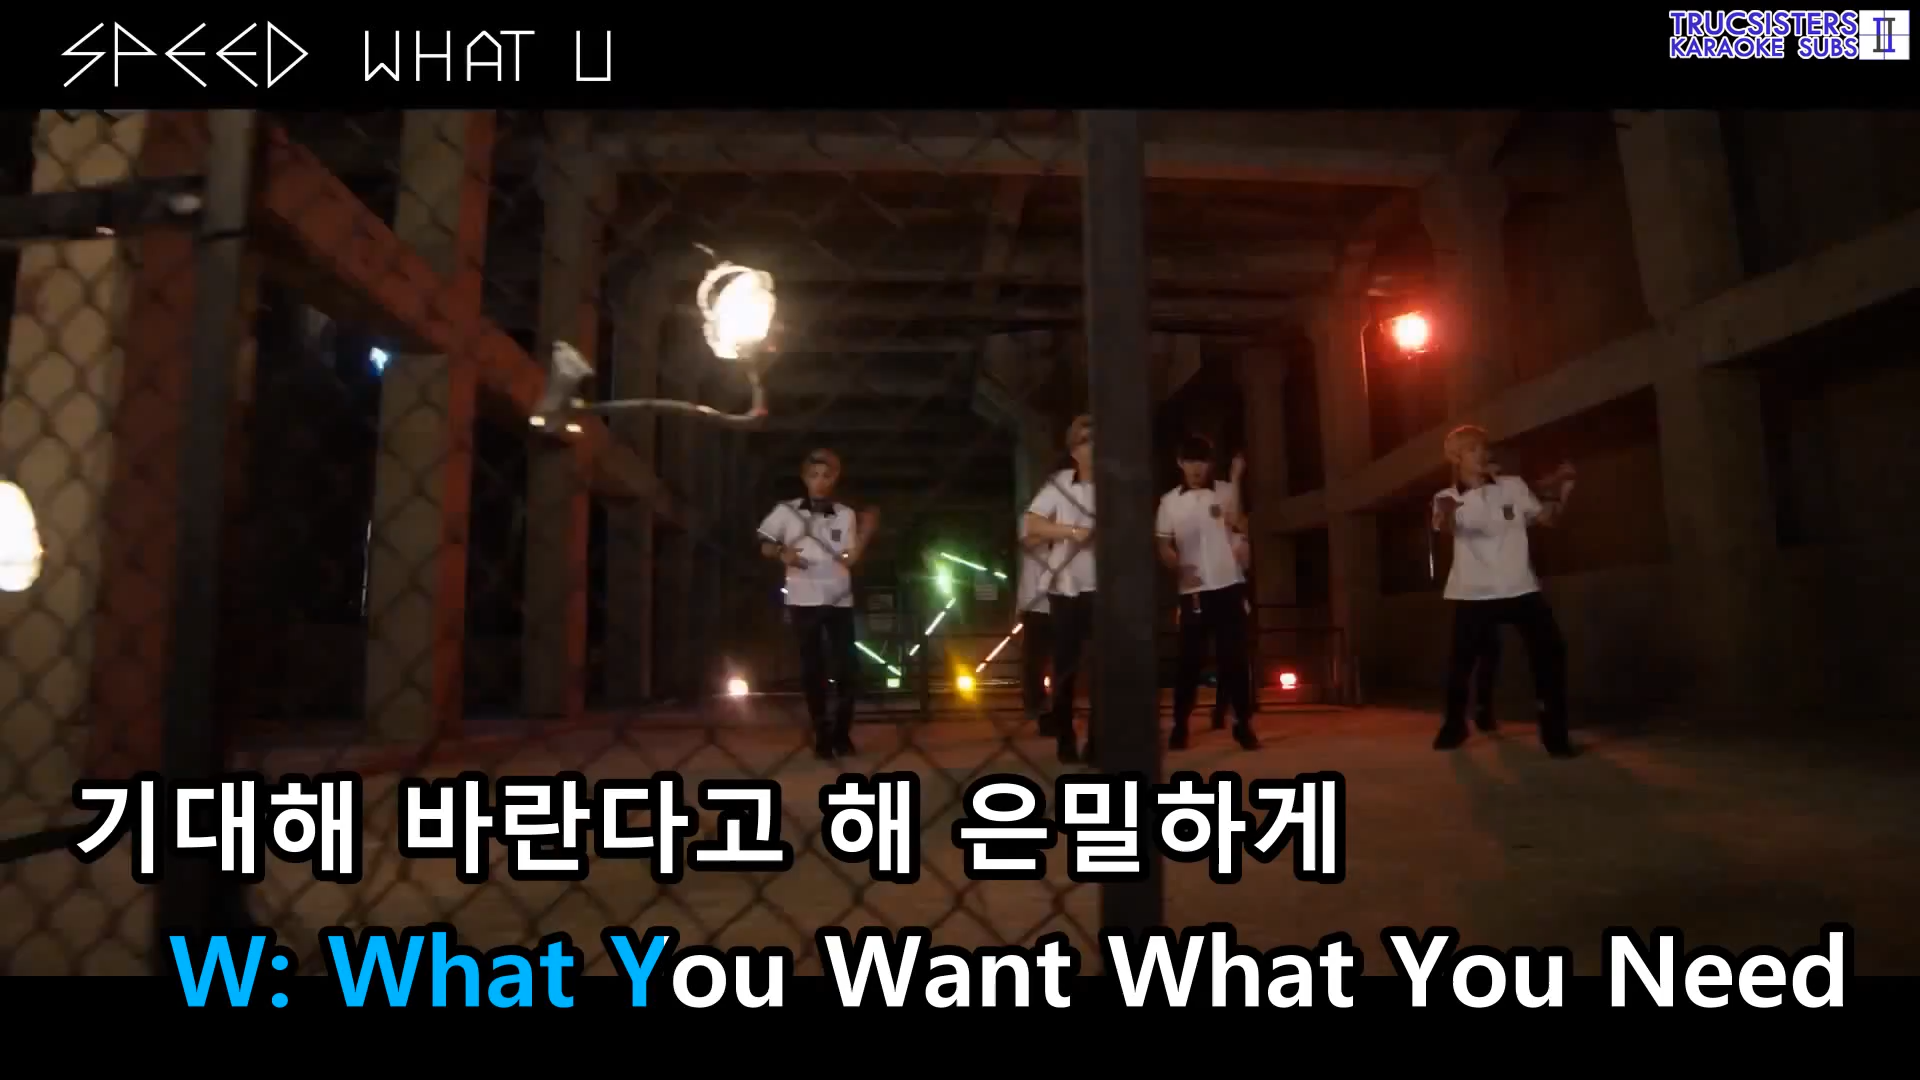 SPEED WHAT U
TRUCSISTERS II
KARAOKE SUBS
기대해 바란다고 해 은밀하게
W: What You Want What You Need